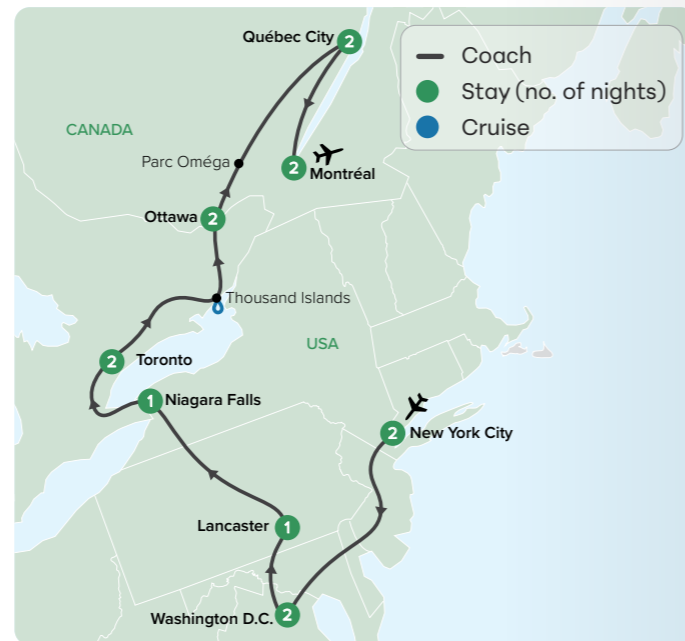 Québec City
2
Coach
Stay (no. of nights)
Cruise
CANADA
Parc Oméga
2
Montréal
Ottawa
2
Thousand Islands
USA
2
Toronto
1
Niagara Falls
2
New York City
Lancaster
1
Washington D.C.
2